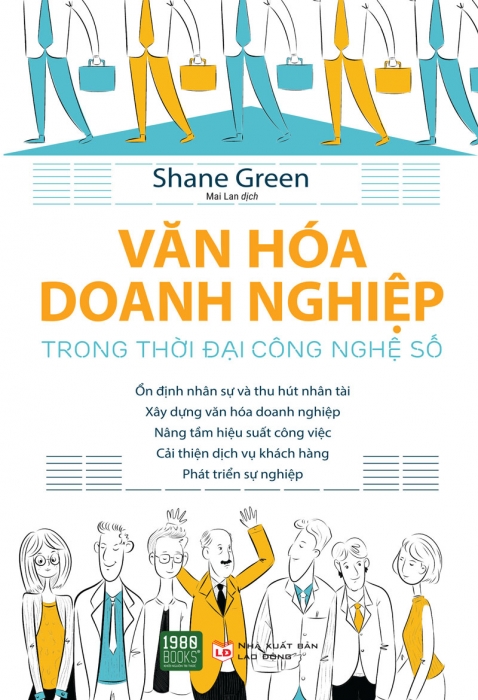 Shane Green
Mai Lan dịch
VĂN HÓA
DOANH NGHIỆP
TRONG THỜI ĐẠI CÔNG NGHỆ SỐ
Ổn định nhân sự và thu hút nhân tài
Xây dựng văn hóa doanh nghiệp
Nâng tầm hiệu suất công việc
Cải thiện dịch vụ khách hàng
Phát triển sự nghiệp
1980
BOOKS
LĐ
NHÀ XUẤT BẢN
LAO ĐỘNG